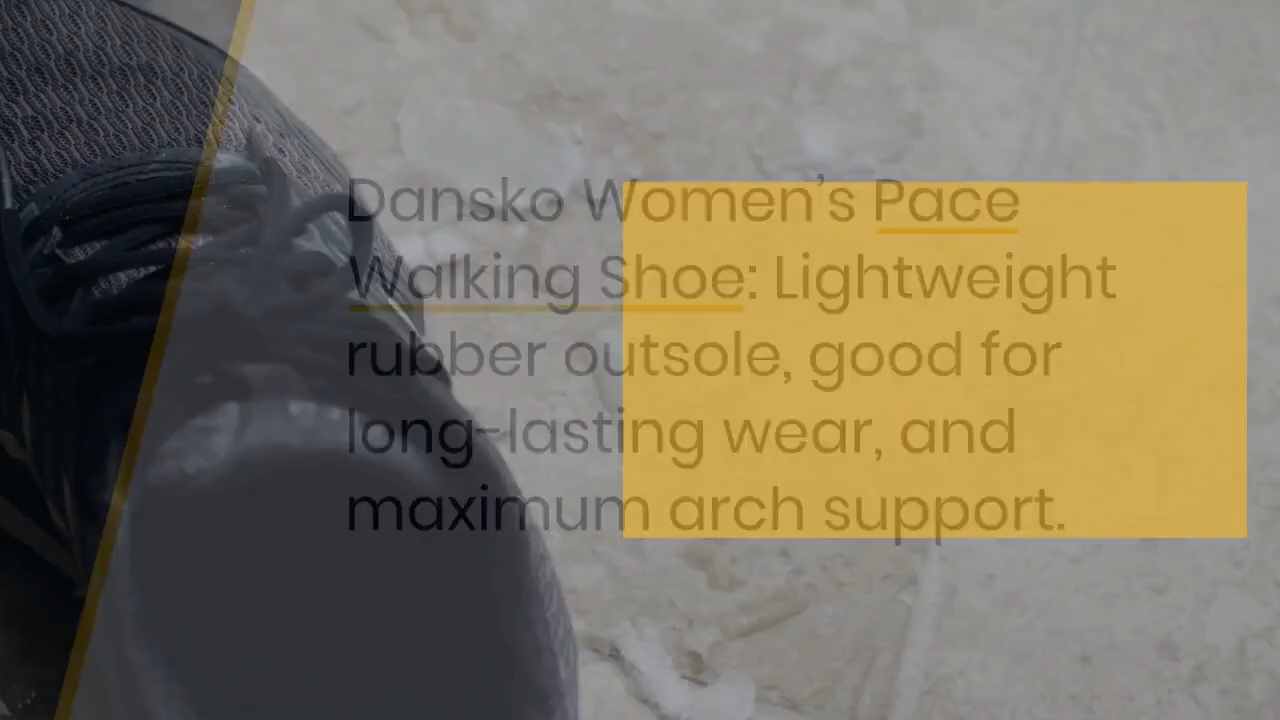 Dansko Women's Pace
Walking Shoe: Lightweight
rubber outsole, good for
long-lasting wear, and
maximum arch support.